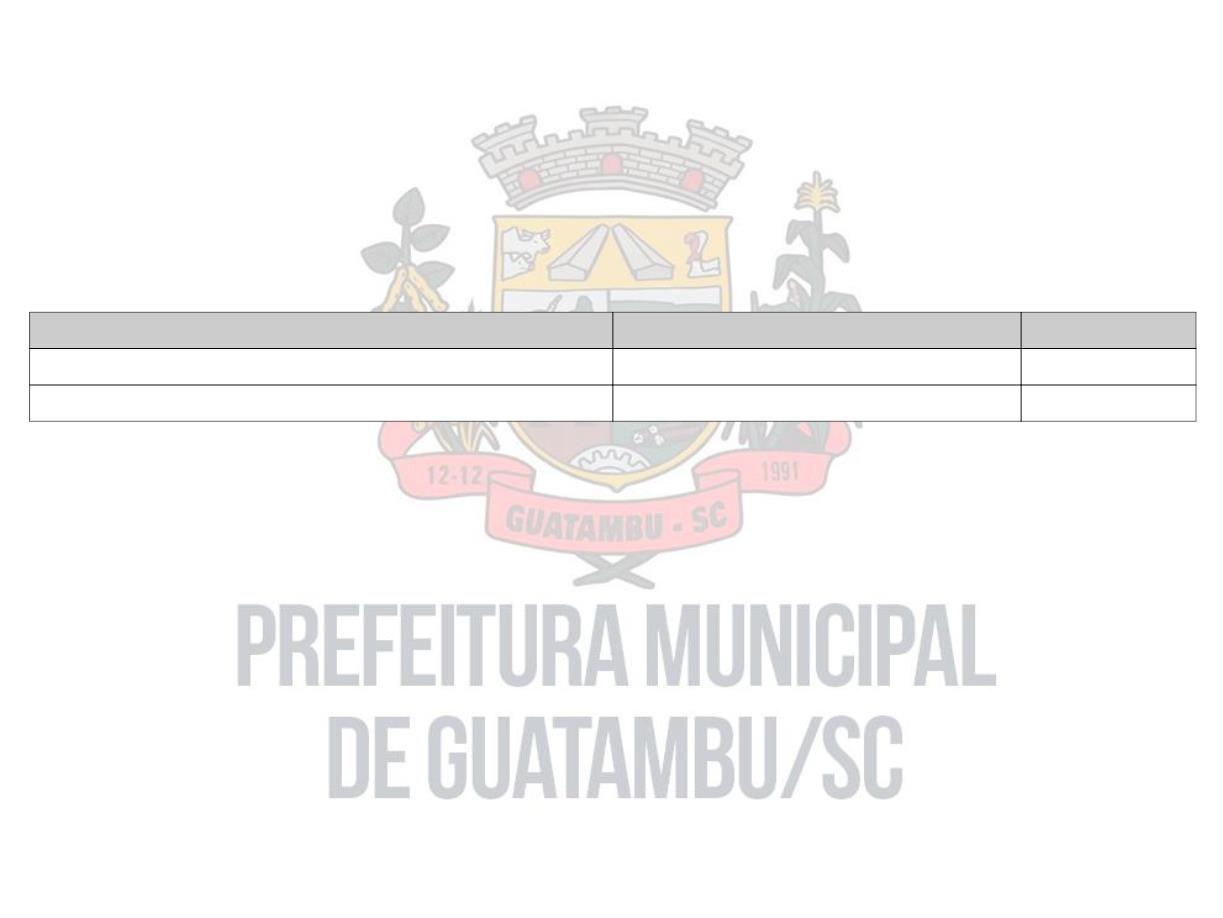 12-12
1991
GUATAMBU - SC
PREFEITURA MUNICIPAL
DE GUATAMBU/SC